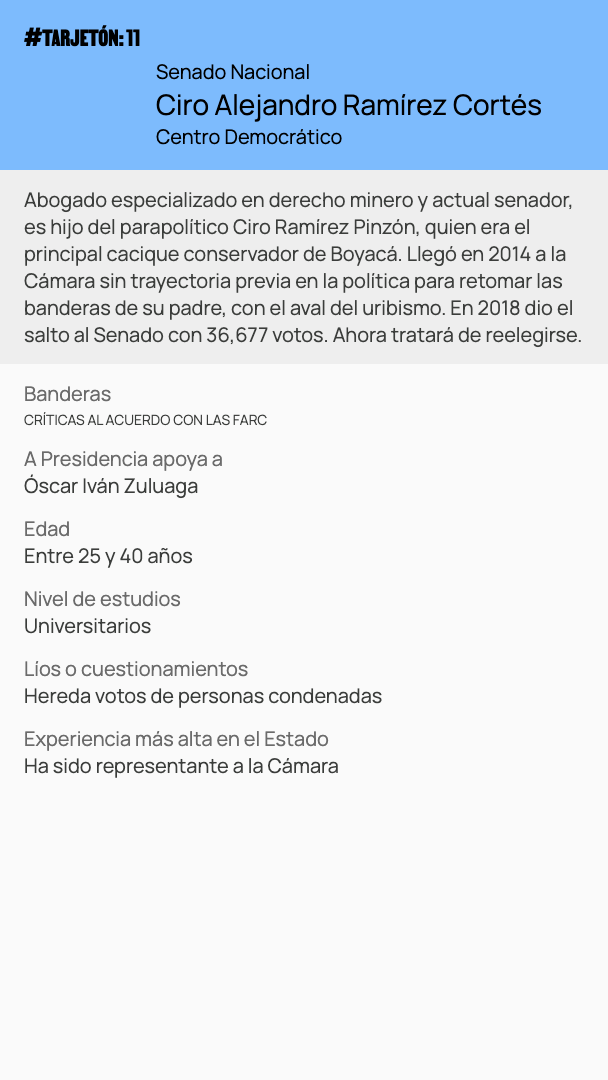 #TARJETÓN: 11
Senado Nacional
Ciro Alejandro Ramírez Cortés
Centro Democrático
Abogado especializado en derecho minero y actual senador,
es hijo del parapolítico Ciro Ramírez Pinzón, quien era el
principal cacique conservador de Boyacá. Llegó en 2014 a la
Cámara sin trayectoria previa en la política para retomar las
banderas de su padre, con el aval del uribismo. En 2018 dio el
salto al Senado con 36,677 votos. Ahora tratará de reelegirse.
Banderas
CRÍTICAS AL ACUERDO CON LAS FARC
A Presidencia apoya a
Óscar Iván Zuluaga
Edad
Entre 25 y 40 años
Nivel de estudios
Universitarios
Líos o cuestionamientos
Hereda votos de personas condenadas
Experiencia más alta en el Estado
Ha sido representante a la Cámara